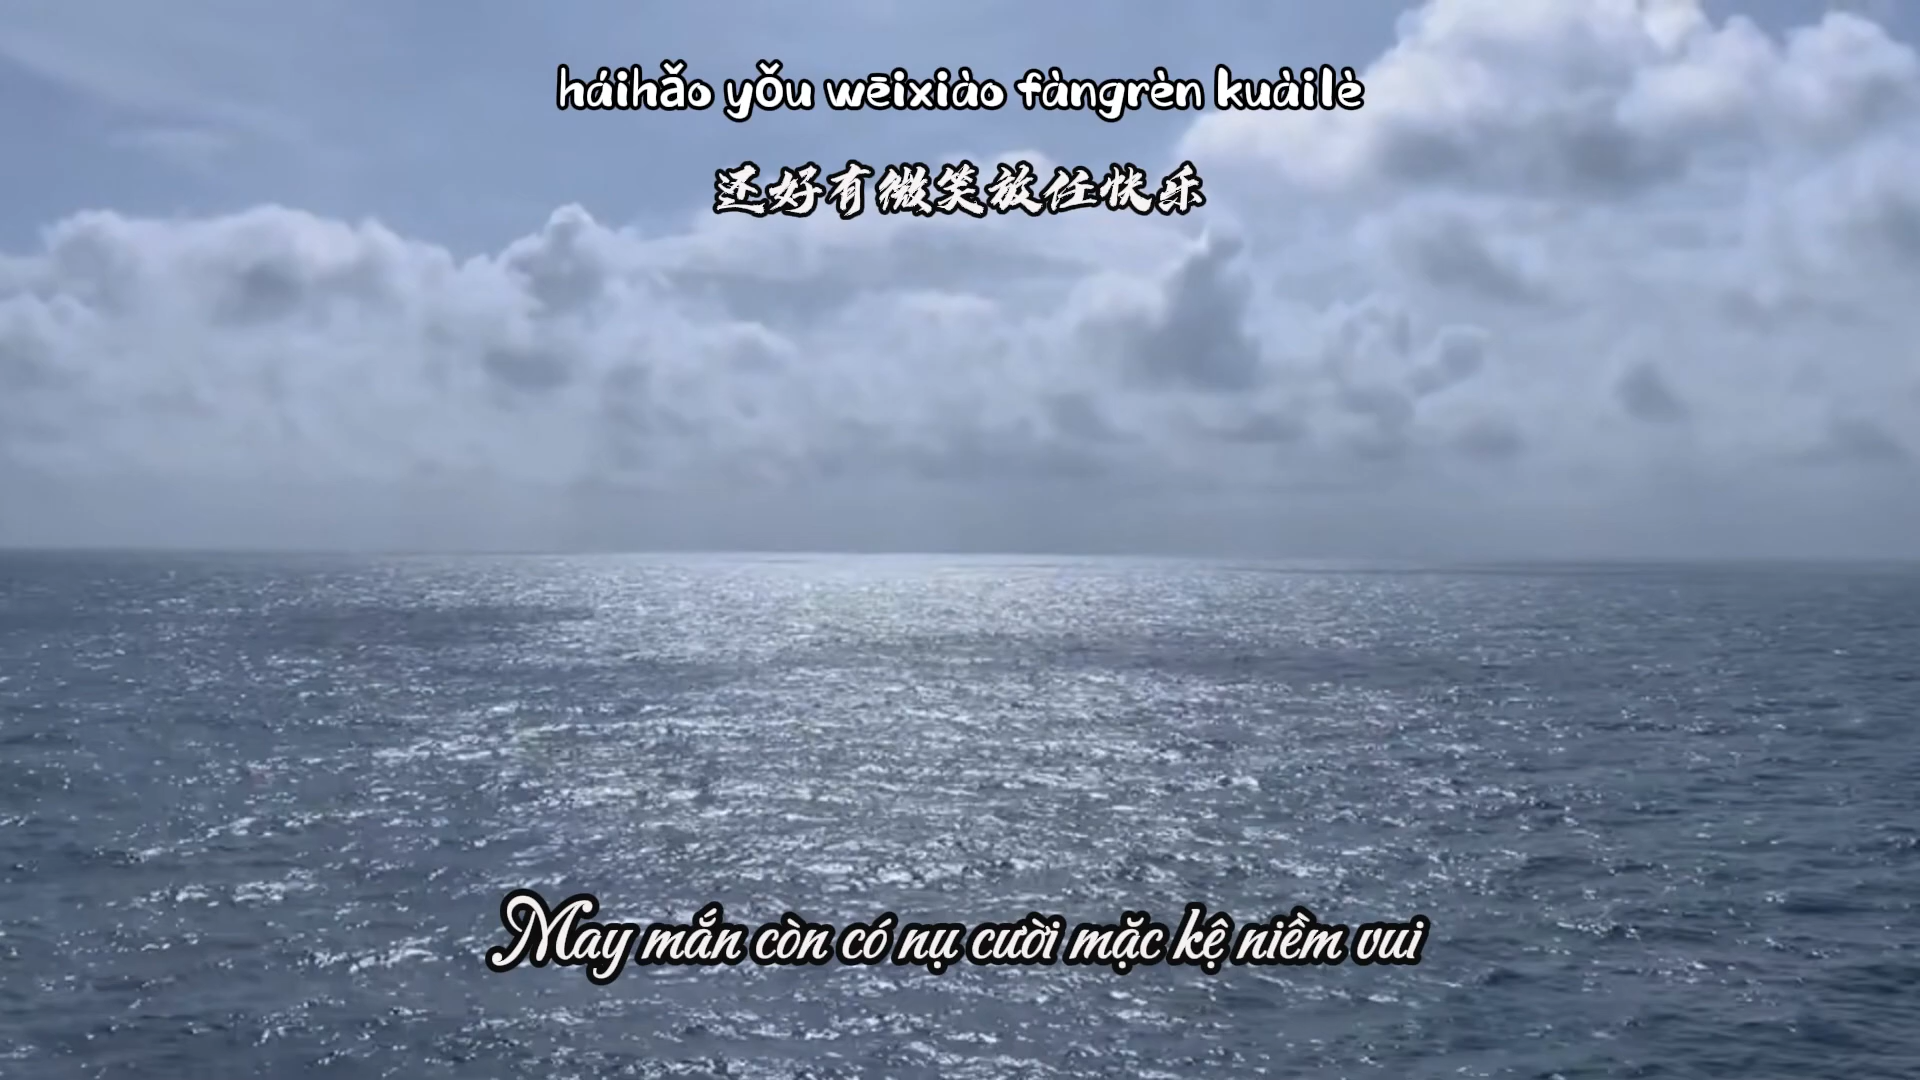 háihǎo yǒu wēixiào fàngrèn kuàilè
还好有微笑放任快乐
May mắn còn có nụ cười mặc kệ niềm vui